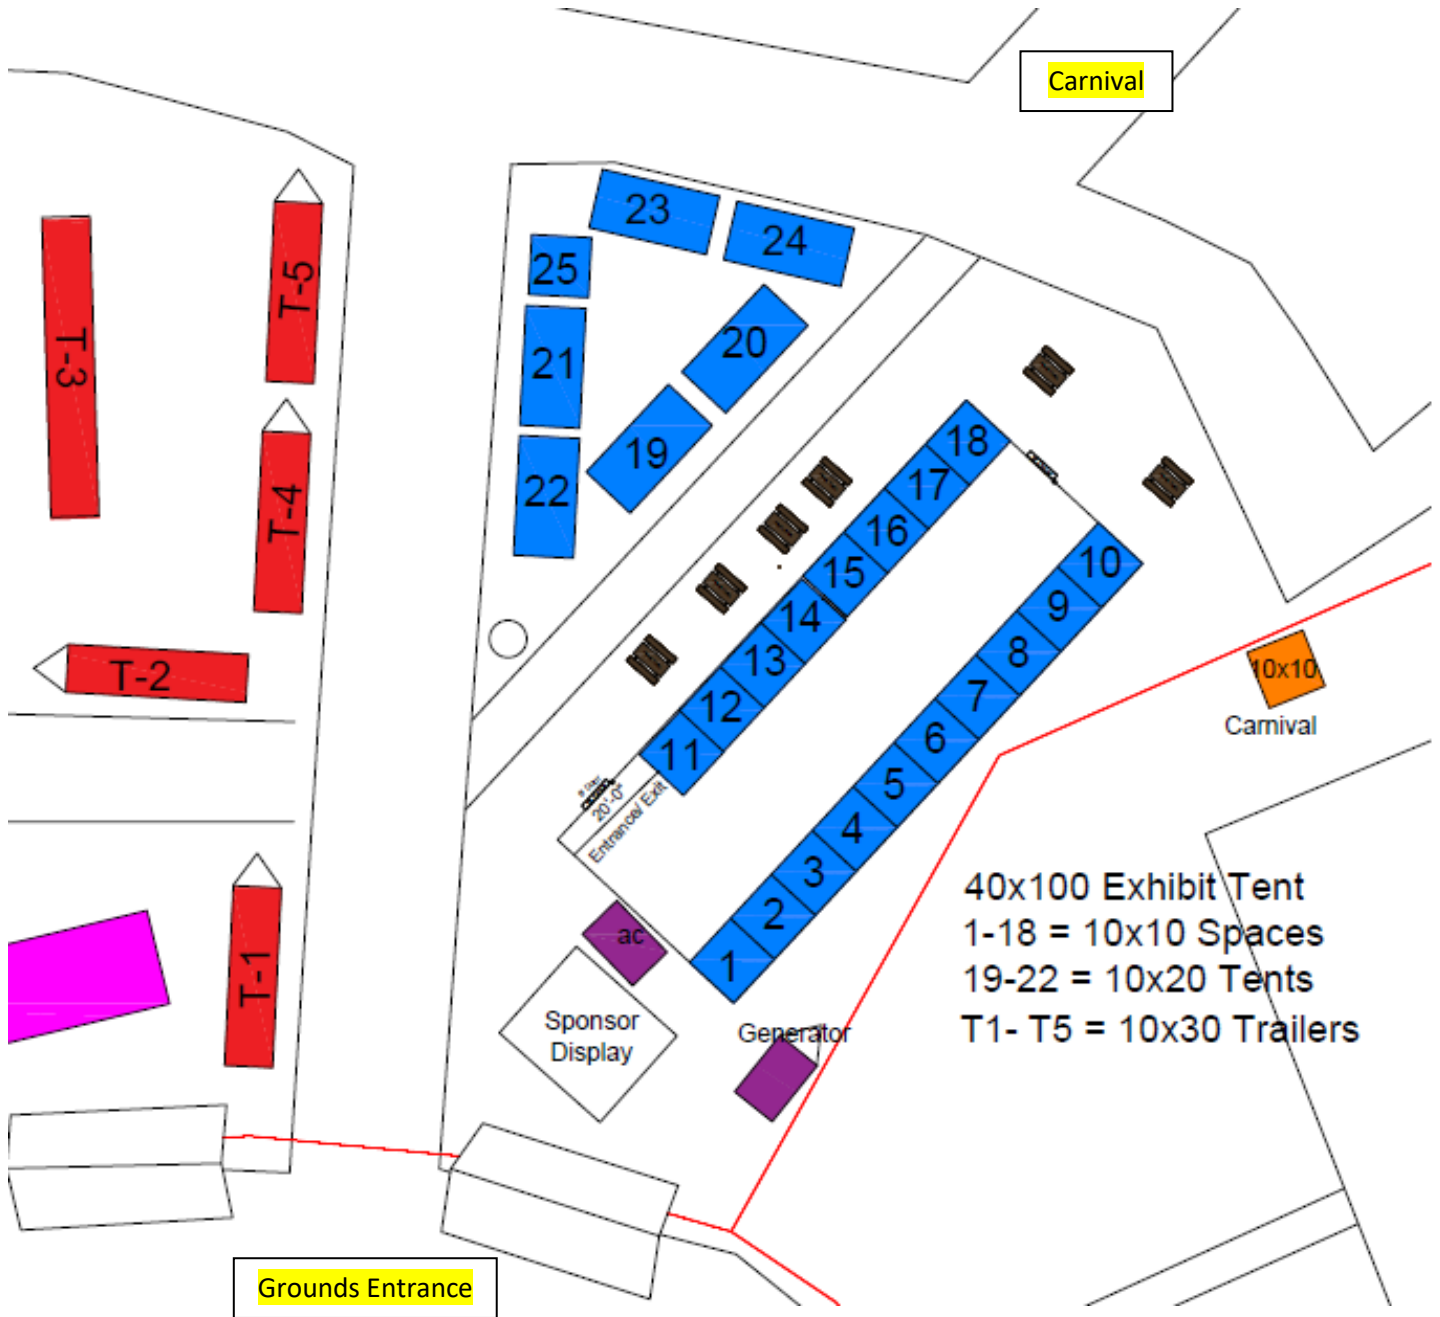 Carnival
23
24
25
T-5
T-3
21
20
19
22
T-4
18
17
16
15
14
13
12
11
10
9
8
7
6
5
4
3
2
1
T-2
10x10
Carnival
20'-0"
Entrance/ Exit
40x100 Exhibit Tent
1-18 = 10x10 Spaces
19-22 = 10x20 Tents
T1- T5 = 10x30 Trailers
ac
T-1
Sponsor
Display
Generator
Grounds Entrance